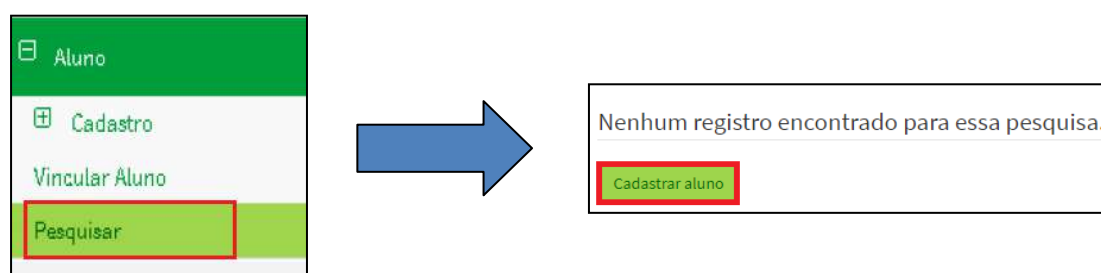 Aluno
Cadastro
Vincular Aluno
Pesquisar
Nenhum registro encontrado para essa pesquisa.
Cadastrar aluno